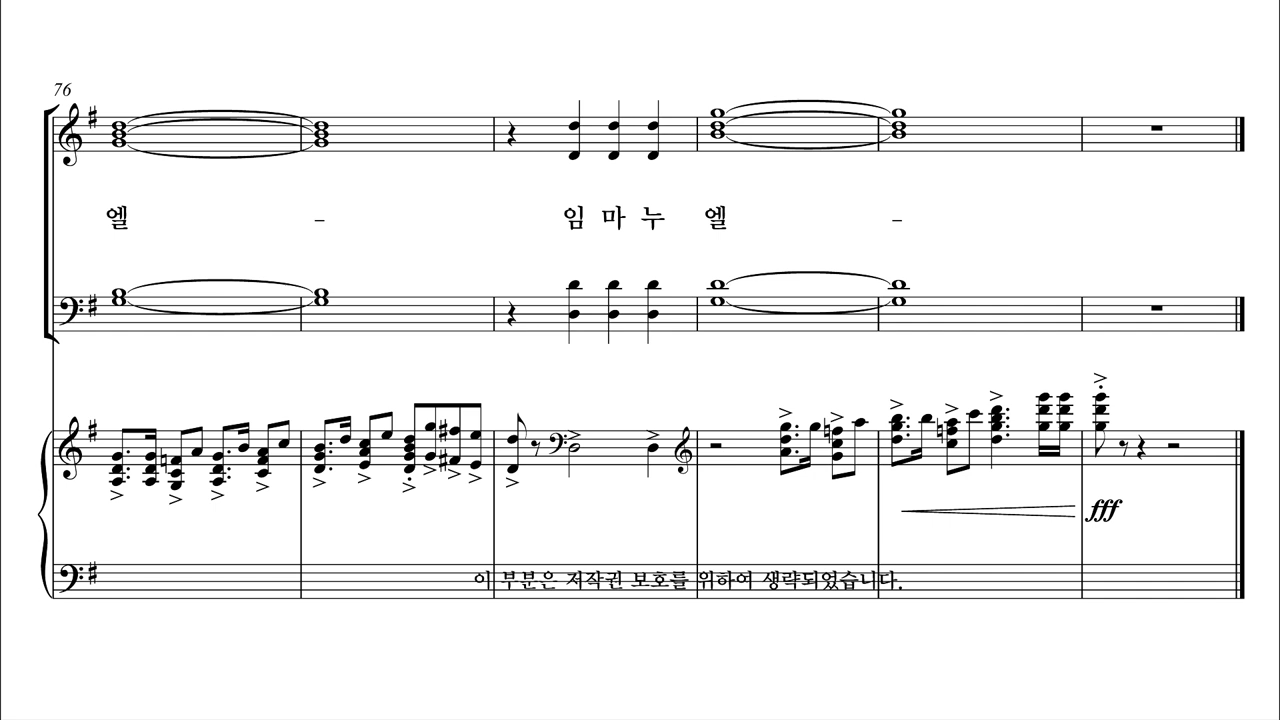 76
엘 – 임 마 누 엘 –
fff
이 부분은 저작권 보호를 위하여 생략되었습니다.